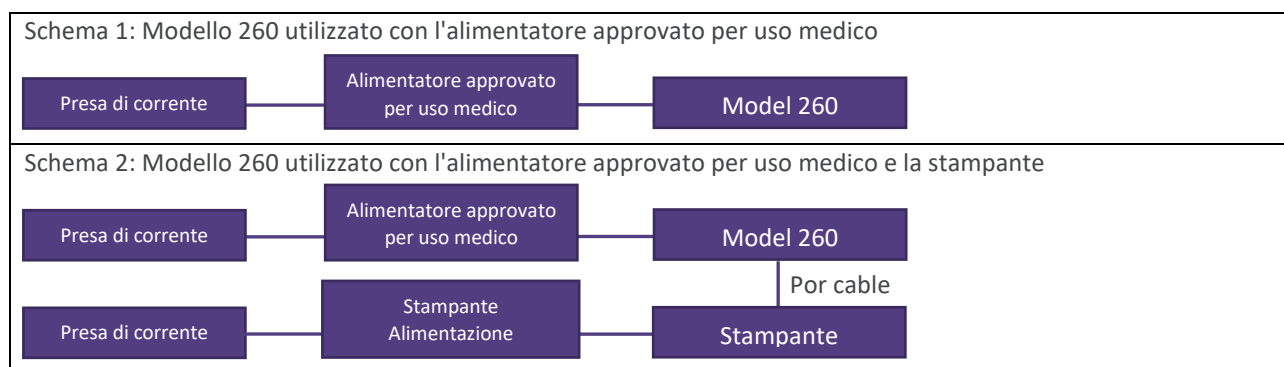 Schema 1: Modello 260 utilizzato con l'alimentatore approvato per uso medico
Presa di corrente
Alimentatore approvato
per uso medico
Model 260
Schema 2: Modello 260 utilizzato con l'alimentatore approvato per uso medico e la stampante
Presa di corrente
Alimentatore approvato
per uso medico
Model 260
Por cable
Presa di corrente
Stampante
Alimentazione
Stampante